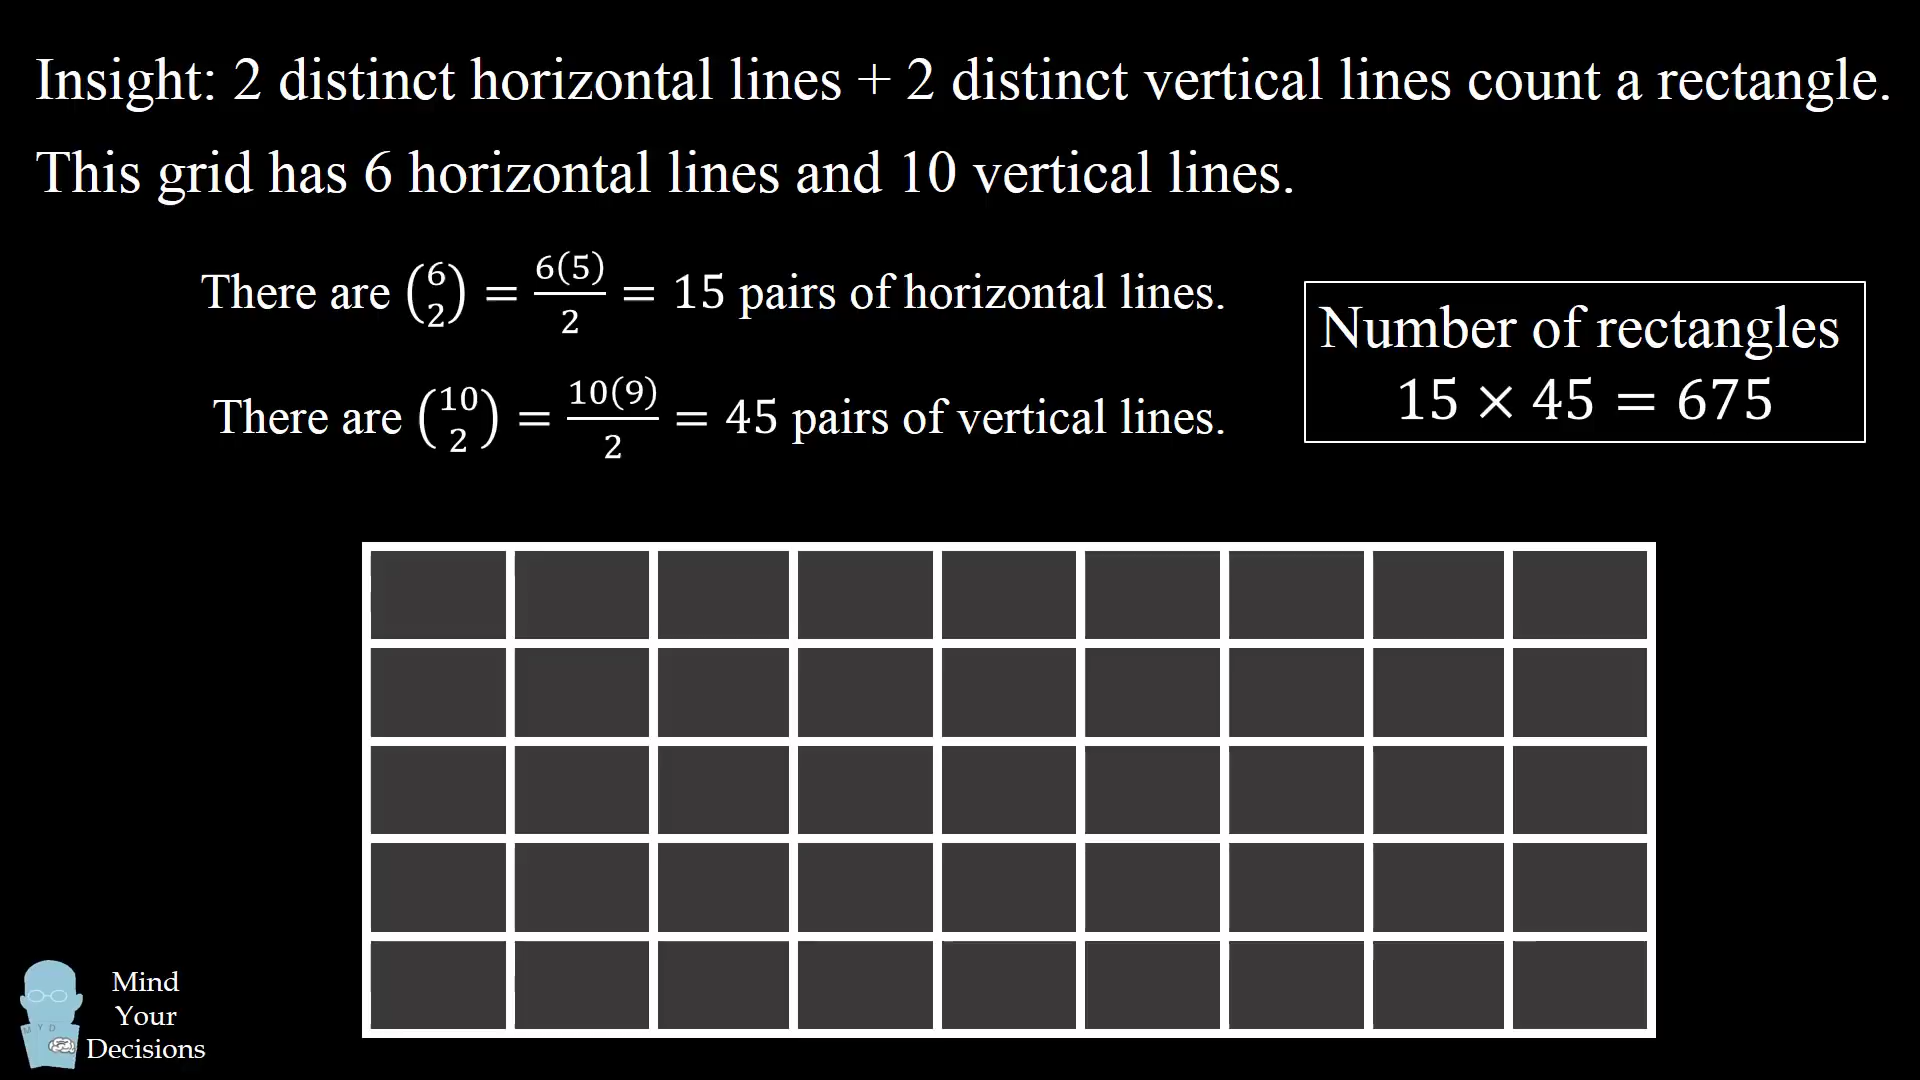 Insight: 2 distinct horizontal lines + 2 distinct vertical lines count a rectangle.
This grid has 6 horizontal lines and 10 vertical lines.
There are (6 2) = 6(5)/2 = 15 pairs of horizontal lines.
There are (10 2) = 10(9)/2 = 45 pairs of vertical lines.
Number of rectangles
15 × 45 = 675
M Y D
Mind
Your
Decisions